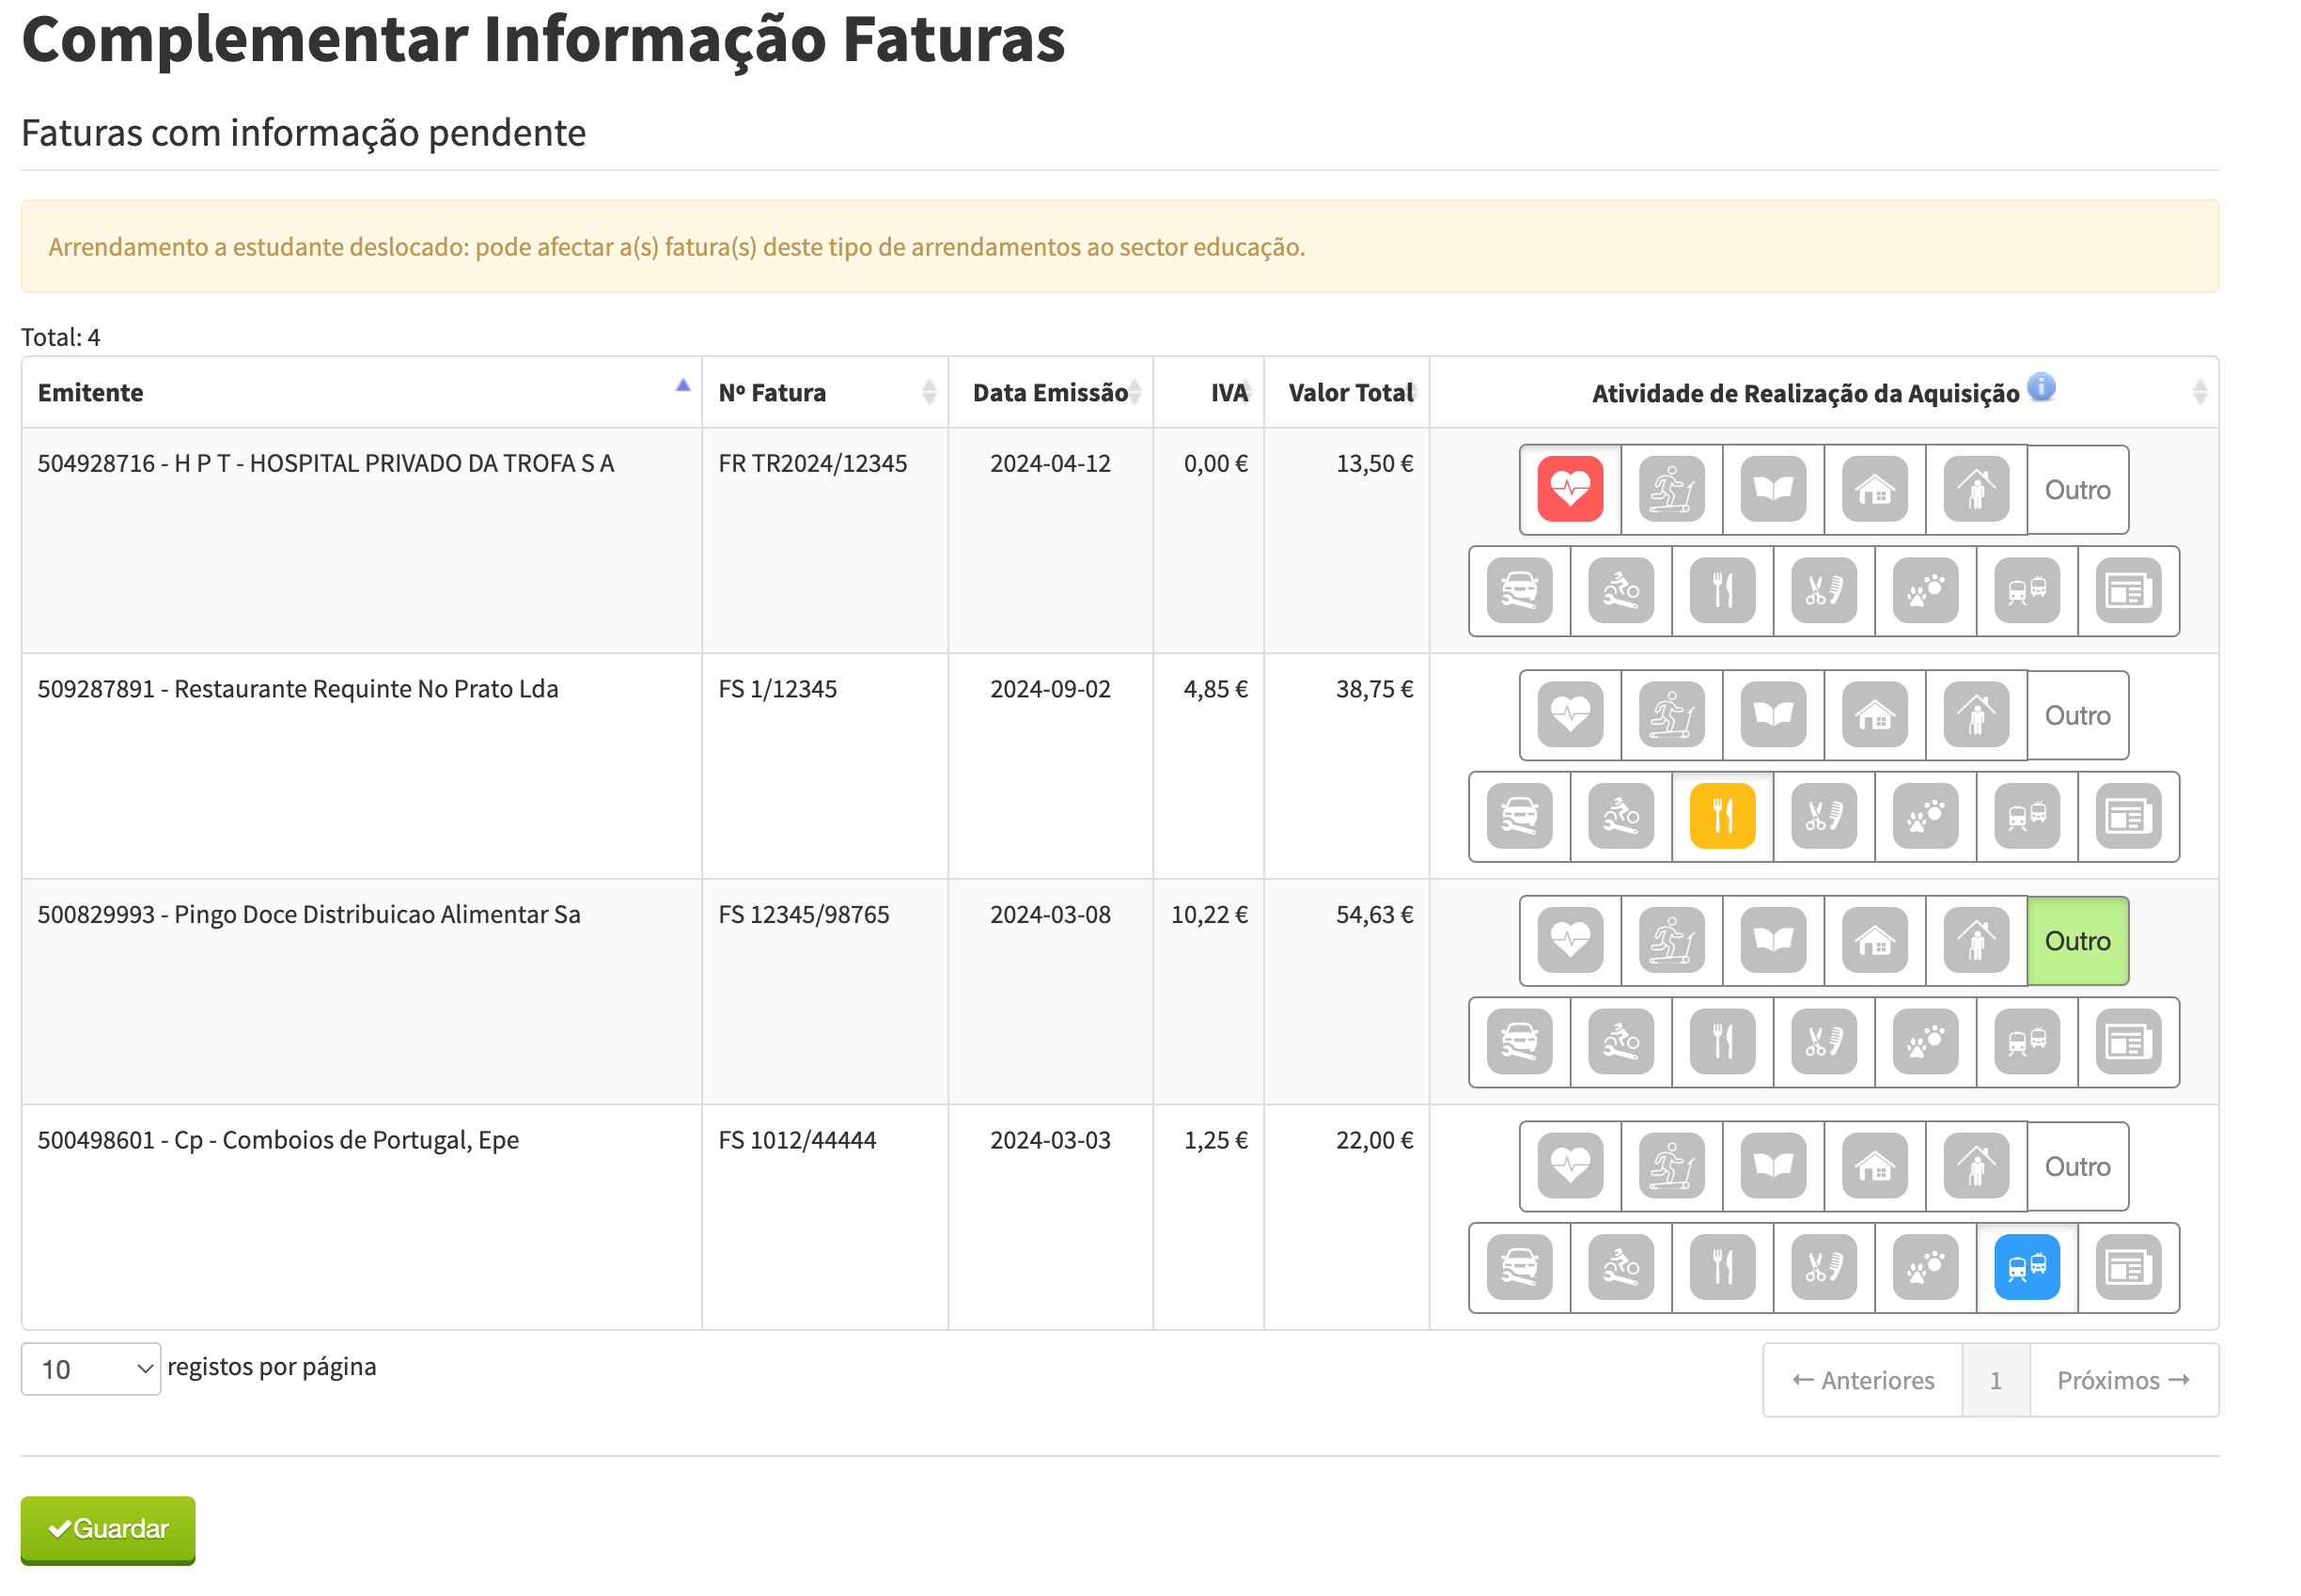 Complementar Informação Faturas
Faturas com informação pendente
Arrendamento a estudante deslocado: pode afectar a(s) fatura(s) deste tipo de arrendamentos ao sector educação.
Total: 4
Emitente Nº Fatura Data Emissão IVA Valor Total Atividade de Realização da Aquisição i
504928716 - H P T - HOSPITAL PRIVADO DA TROFA S A FR TR2024/12345 2024-04-12 0,00 € 13,50 €
Outro
509287891 - Restaurante Requinte No Prato Lda FS 1/12345 2024-09-02 4,85 € 38,75 €
Outro
500829993 - Pingo Doce Distribuicao Alimentar Sa FS 12345/98765 2024-03-08 10,22 € 54,63 €
Outro
500498601 - Cp - Comboios de Portugal, Epe FS 1012/44444 2024-03-03 1,25 € 22,00 €
Outro
10 registos por página
← Anteriores 1 Próximos →
Guardar